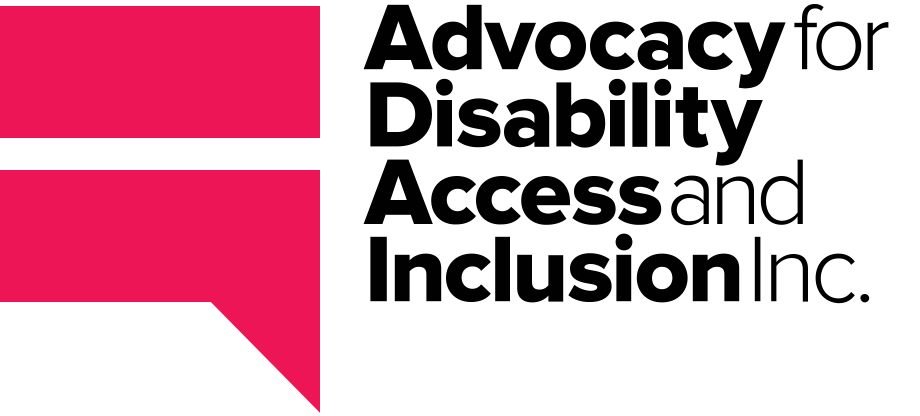 Advocacy for
Disability
Access and
Inclusion Inc.